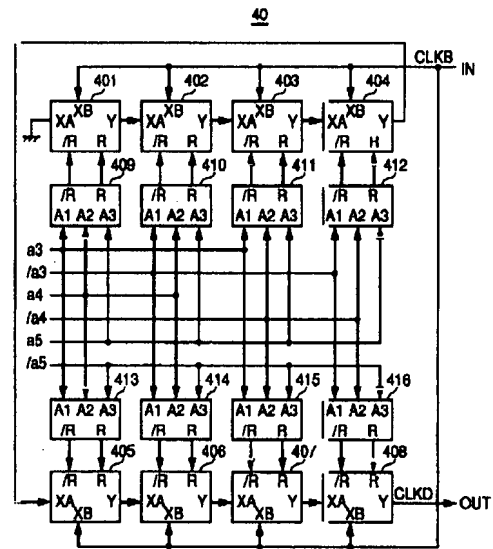 40
CLKB
IN
401 402 403 404
XA XB Y XA XB Y XA XB Y XA XB Y
/R R /R R /R R /R H
409 410 411 412
/R R /R R /R R /R R
A1 A2 A3 A1 A2 A3 A1 A2 A3 A1 A2 A3
a3
/a3
a4
/a4
a5
/a5
413 414 415 416
A1 A2 A3 A1 A2 A3 A1 A2 A3 A1 A2 A3
/R R /R R /R R /R R
405 406 407 408
/R R /R R /R R /R R
XA XB Y XA XB Y XA XB Y XA XB Y
CLKD
OUT